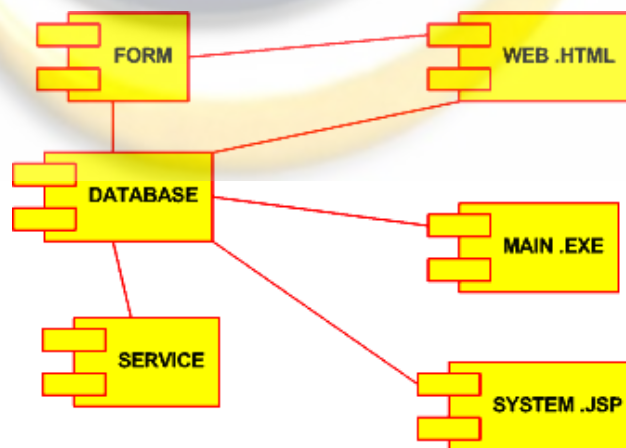 FORM
WEB .HTML
DATABASE
MAIN .EXE
SERVICE
SYSTEM .JSP